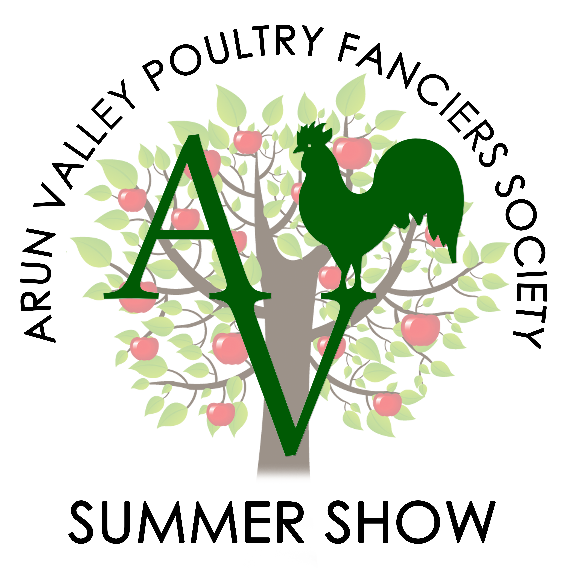 ARUN VALLEY POULTRY FANCIERS SOCIETY
AV
SUMMER SHOW